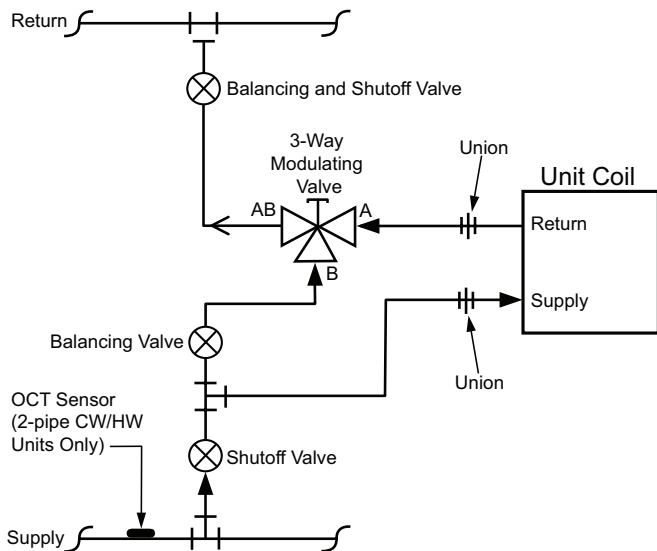 Return
Balancing and Shutoff Valve
3-Way
Modulating
Valve
Union
Unit Coil
AB
A
Return
B
Supply
Balancing Valve
Union
OCT Sensor
(2-pipe CW/HW
Units Only)
Shutoff Valve
Supply